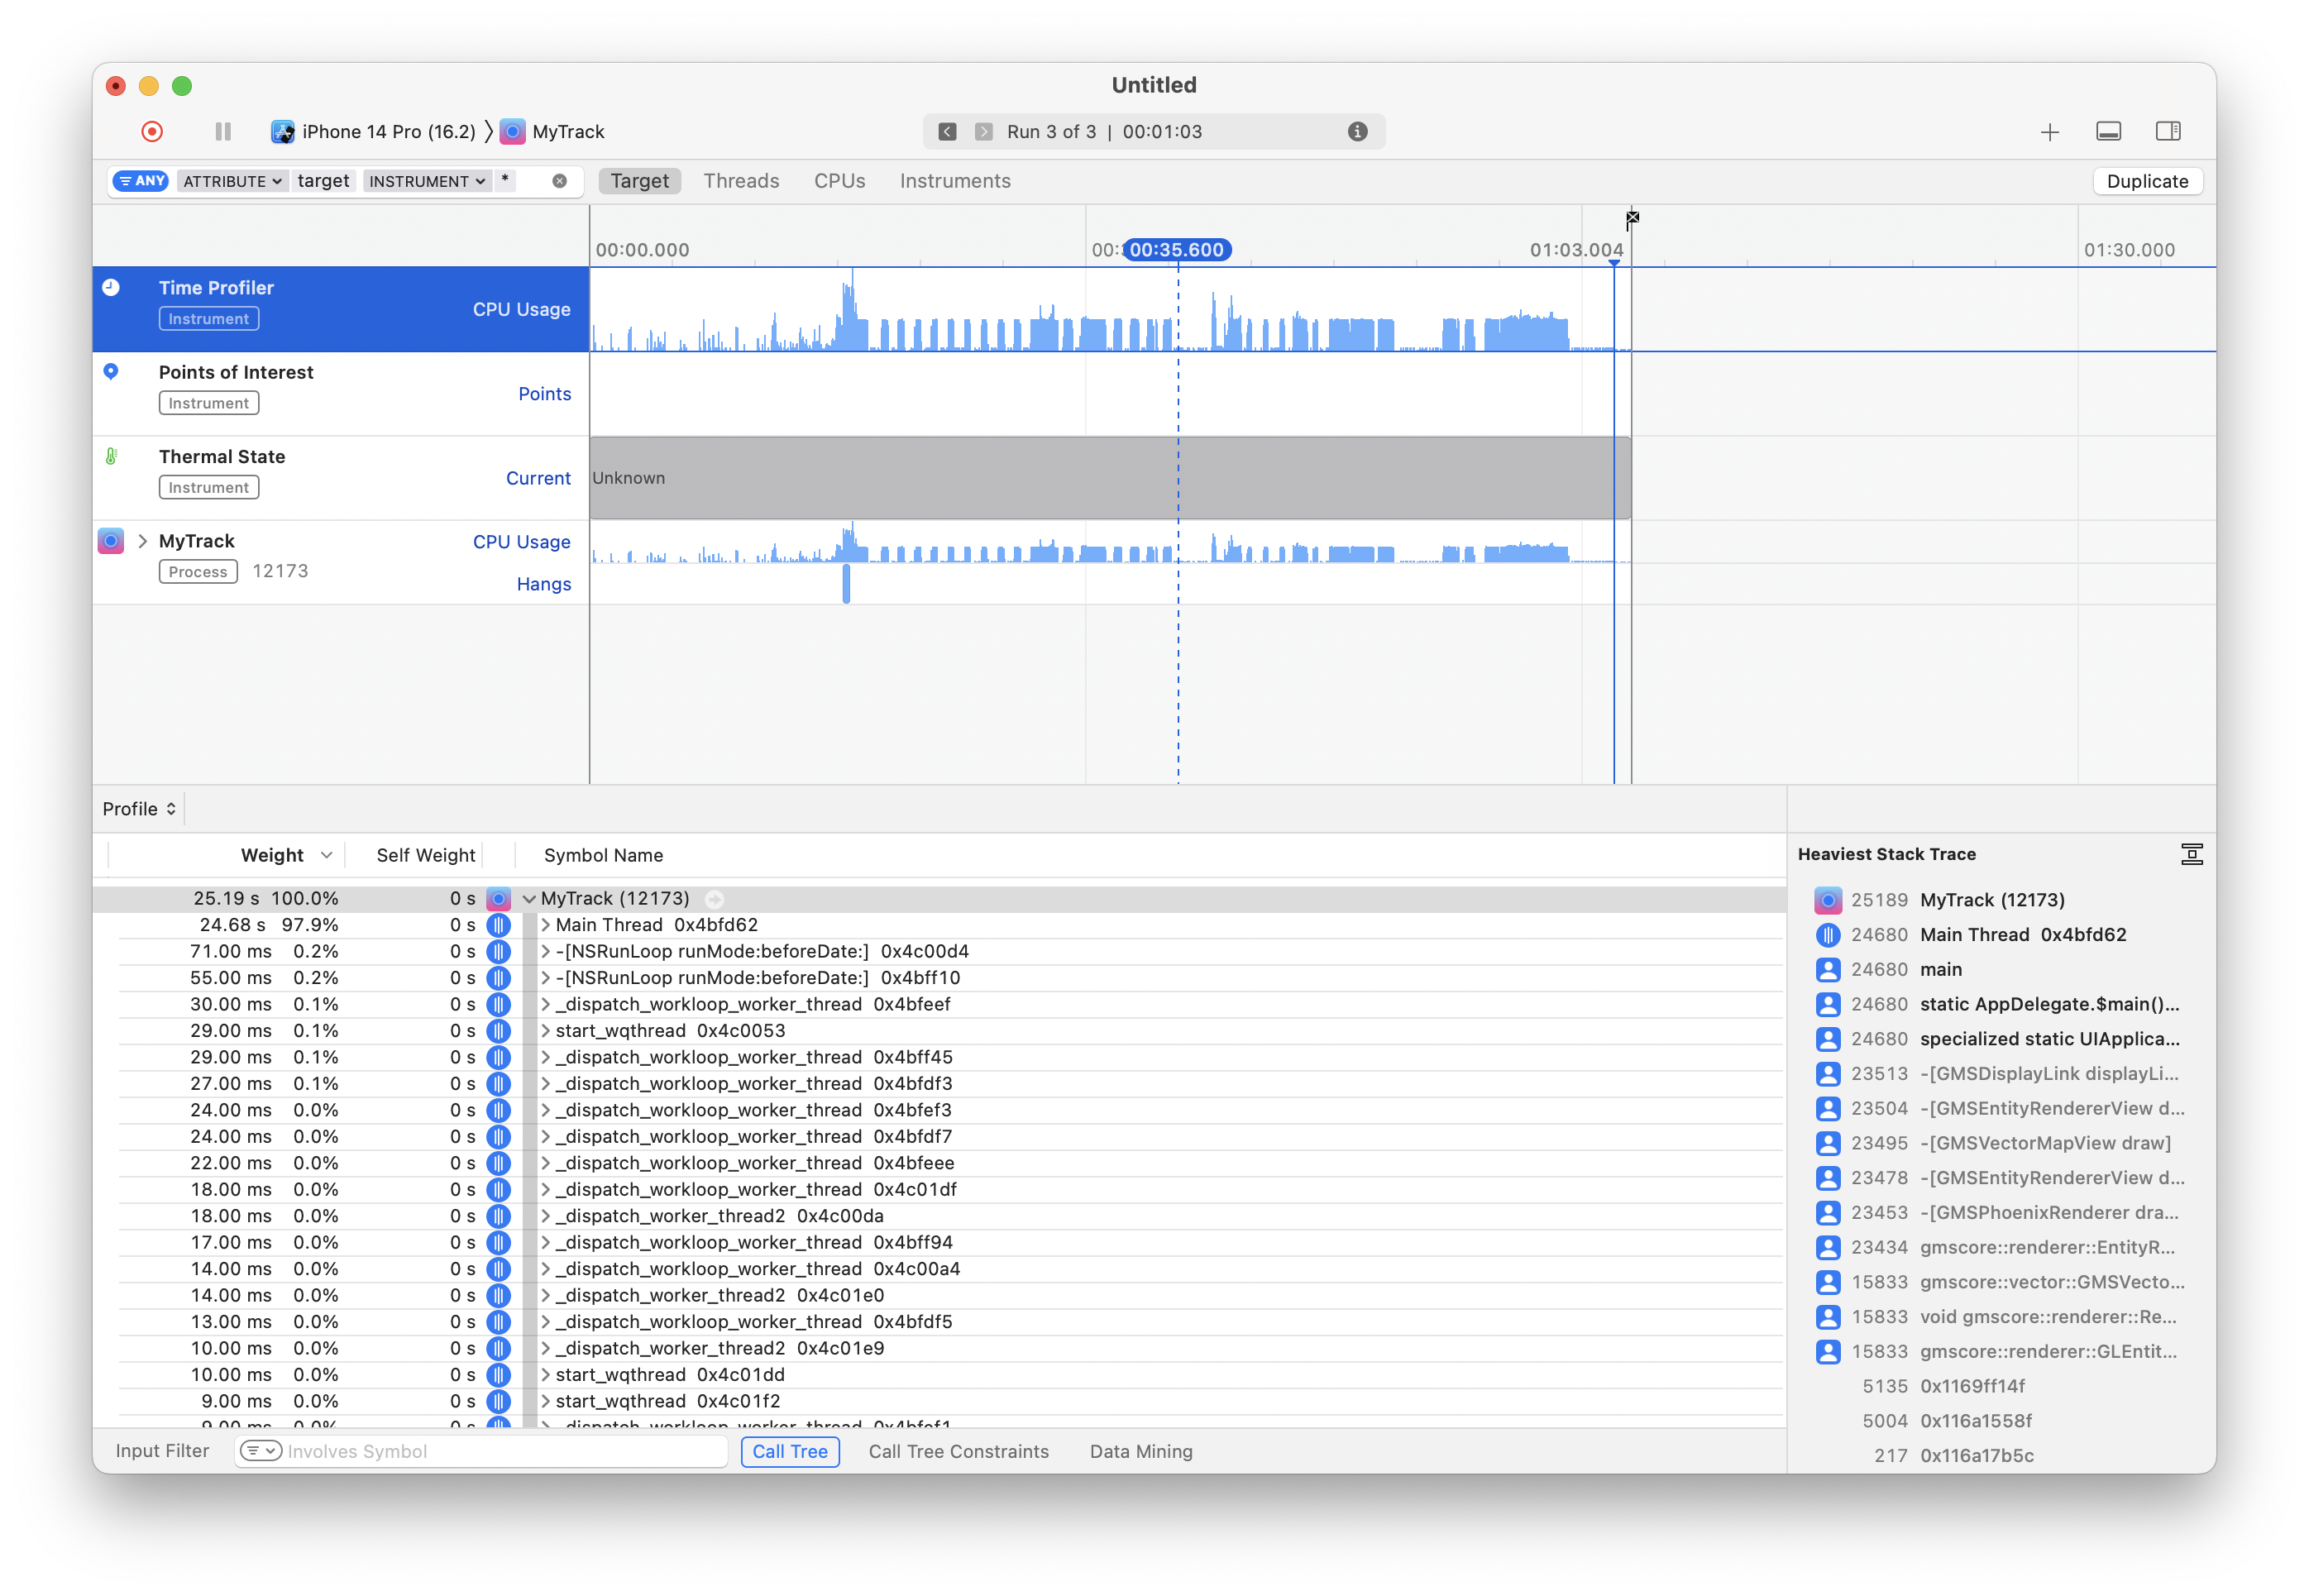 Untitled
iPhone 14 Pro (16.2) MyTrack
Run 3 of 3 | 00:01:03
ANY ATTRIBUTE target INSTRUMENT *
Target Threads CPUs Instruments
Duplicate
00:00.000
00:35.600
01:03.004
01:30.000
Time Profiler
Instrument
CPU Usage
Points of Interest
Instrument
Points
Thermal State
Instrument
Current
Unknown
MyTrack
Process 12173
CPU Usage
Hangs
Profile
Weight Self Weight Symbol Name
25.19 s 100.0% 0 s MyTrack (12173)
24.68 s 97.9% 0 s Main Thread 0x4bfd62
71.00 ms 0.2% 0 s -[NSRunLoop runMode:beforeDate:] 0x4c00d4
55.00 ms 0.2% 0 s -[NSRunLoop runMode:beforeDate:] 0x4bff10
30.00 ms 0.1% 0 s _dispatch_workloop_worker_thread 0x4bfeef
29.00 ms 0.1% 0 s start_wqthread 0x4c0053
29.00 ms 0.1% 0 s _dispatch_workloop_worker_thread 0x4bff45
27.00 ms 0.1% 0 s _dispatch_workloop_worker_thread 0x4bfdf3
24.00 ms 0.0% 0 s _dispatch_workloop_worker_thread 0x4bfef3
24.00 ms 0.0% 0 s _dispatch_workloop_worker_thread 0x4bfdf7
22.00 ms 0.0% 0 s _dispatch_workloop_worker_thread 0x4bfeee
18.00 ms 0.0% 0 s _dispatch_workloop_worker_thread 0x4c01df
18.00 ms 0.0% 0 s _dispatch_worker_thread2 0x4c00da
17.00 ms 0.0% 0 s _dispatch_workloop_worker_thread 0x4bff94
14.00 ms 0.0% 0 s _dispatch_workloop_worker_thread 0x4c00a4
14.00 ms 0.0% 0 s _dispatch_worker_thread2 0x4c01e0
13.00 ms 0.0% 0 s _dispatch_workloop_worker_thread 0x4bfdf5
10.00 ms 0.0% 0 s _dispatch_worker_thread2 0x4c01e9
10.00 ms 0.0% 0 s start_wqthread 0x4c01dd
9.00 ms 0.0% 0 s start_wqthread 0x4c01f2
Heaviest Stack Trace
25189 MyTrack (12173)
24680 Main Thread 0x4bfd62
24680 main
24680 static AppDelegate.$main()...
24680 specialized static UIApplica...
23513 -[GMSDisplayLink displayLi...
23504 -[GMSEntityRendererView d...
23495 -[GMSVectorMapView draw]
23478 -[GMSEntityRendererView d...
23453 -[GMSPhoenixRenderer dra...
23434 gmscore::renderer::EntityR...
15833 gmscore::vector::GMSVecto...
15833 void gmscore::renderer::Re...
15833 gmscore::renderer::GLEntit...
5135 0x1169ff14f
5004 0x116a1558f
217 0x116a17b5c
Input Filter Involves Symbol Call Tree Call Tree Constraints Data Mining